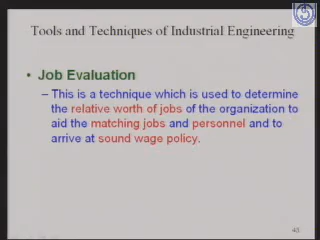 Tools and Techniques of Industrial Engineering
• Job Evaluation
– This is a technique which is used to determine
the relative worth of jobs of the organization to
aid the matching jobs and personnel and to
arrive at sound wage policy.